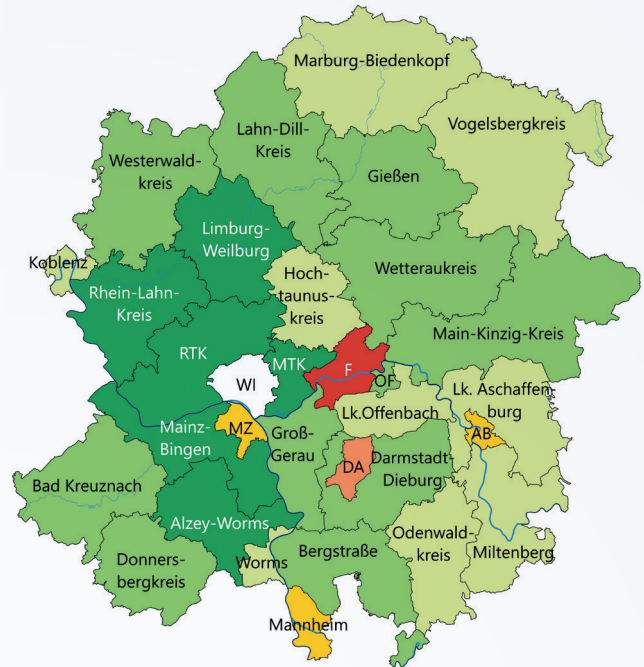 Marburg-Biedenkopf
Vogelsbergkreis
Lahn-Dill-
Kreis
Westerwald-
kreis
Gießen
Limburg-
Weilburg
Koblenz
Hoch-
taunus-
kreis
Wetteraukreis
Rhein-Lahn-
Kreis
Main-Kinzig-Kreis
RTK
MTK
F
WI
OF
Lk. Aschaffen-
burg
Lk.Offenbach
MZ
Mainz-
Bingen
Groß-
Gerau
AB
DA
Darmstadt-
Dieburg
Bad Kreuznach
Alzey-Worms
Odenwald-
kreis
Miltenberg
Donners-
bergkreis
Worms
Bergstraße
Mannheim